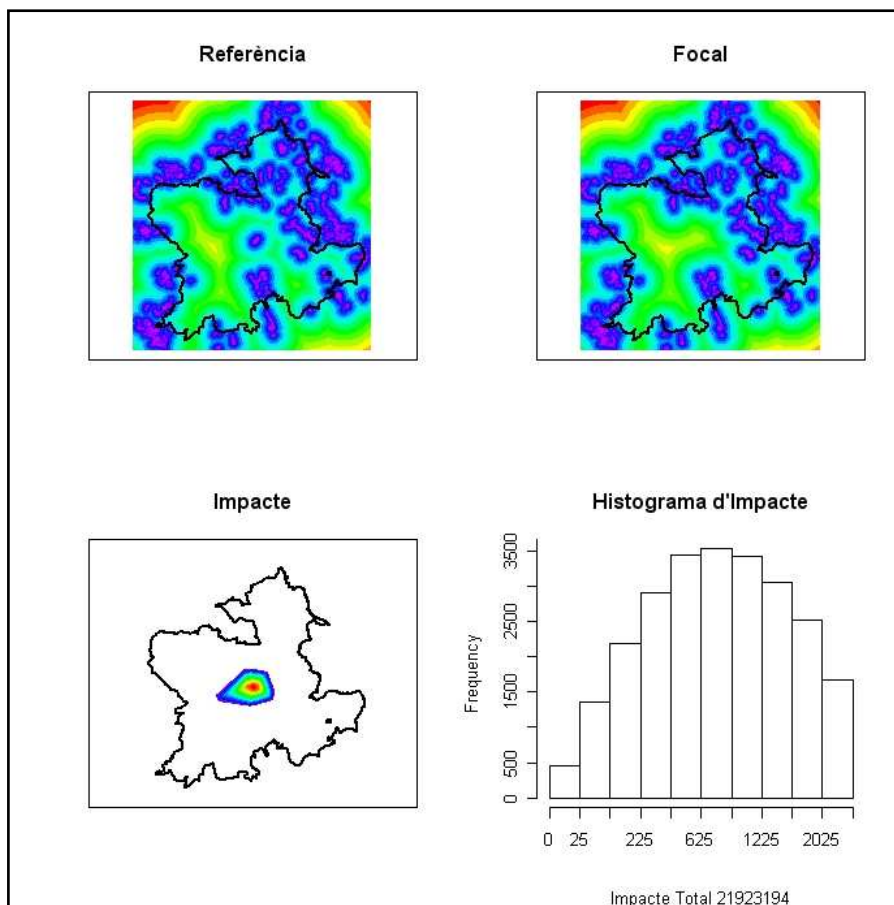 Referència
Focal
Impacte
Histograma d'Impacte
Frequency
3500
2500
1500
500
0
0 25 225 625 1225 2025
Impacte Total 21923194